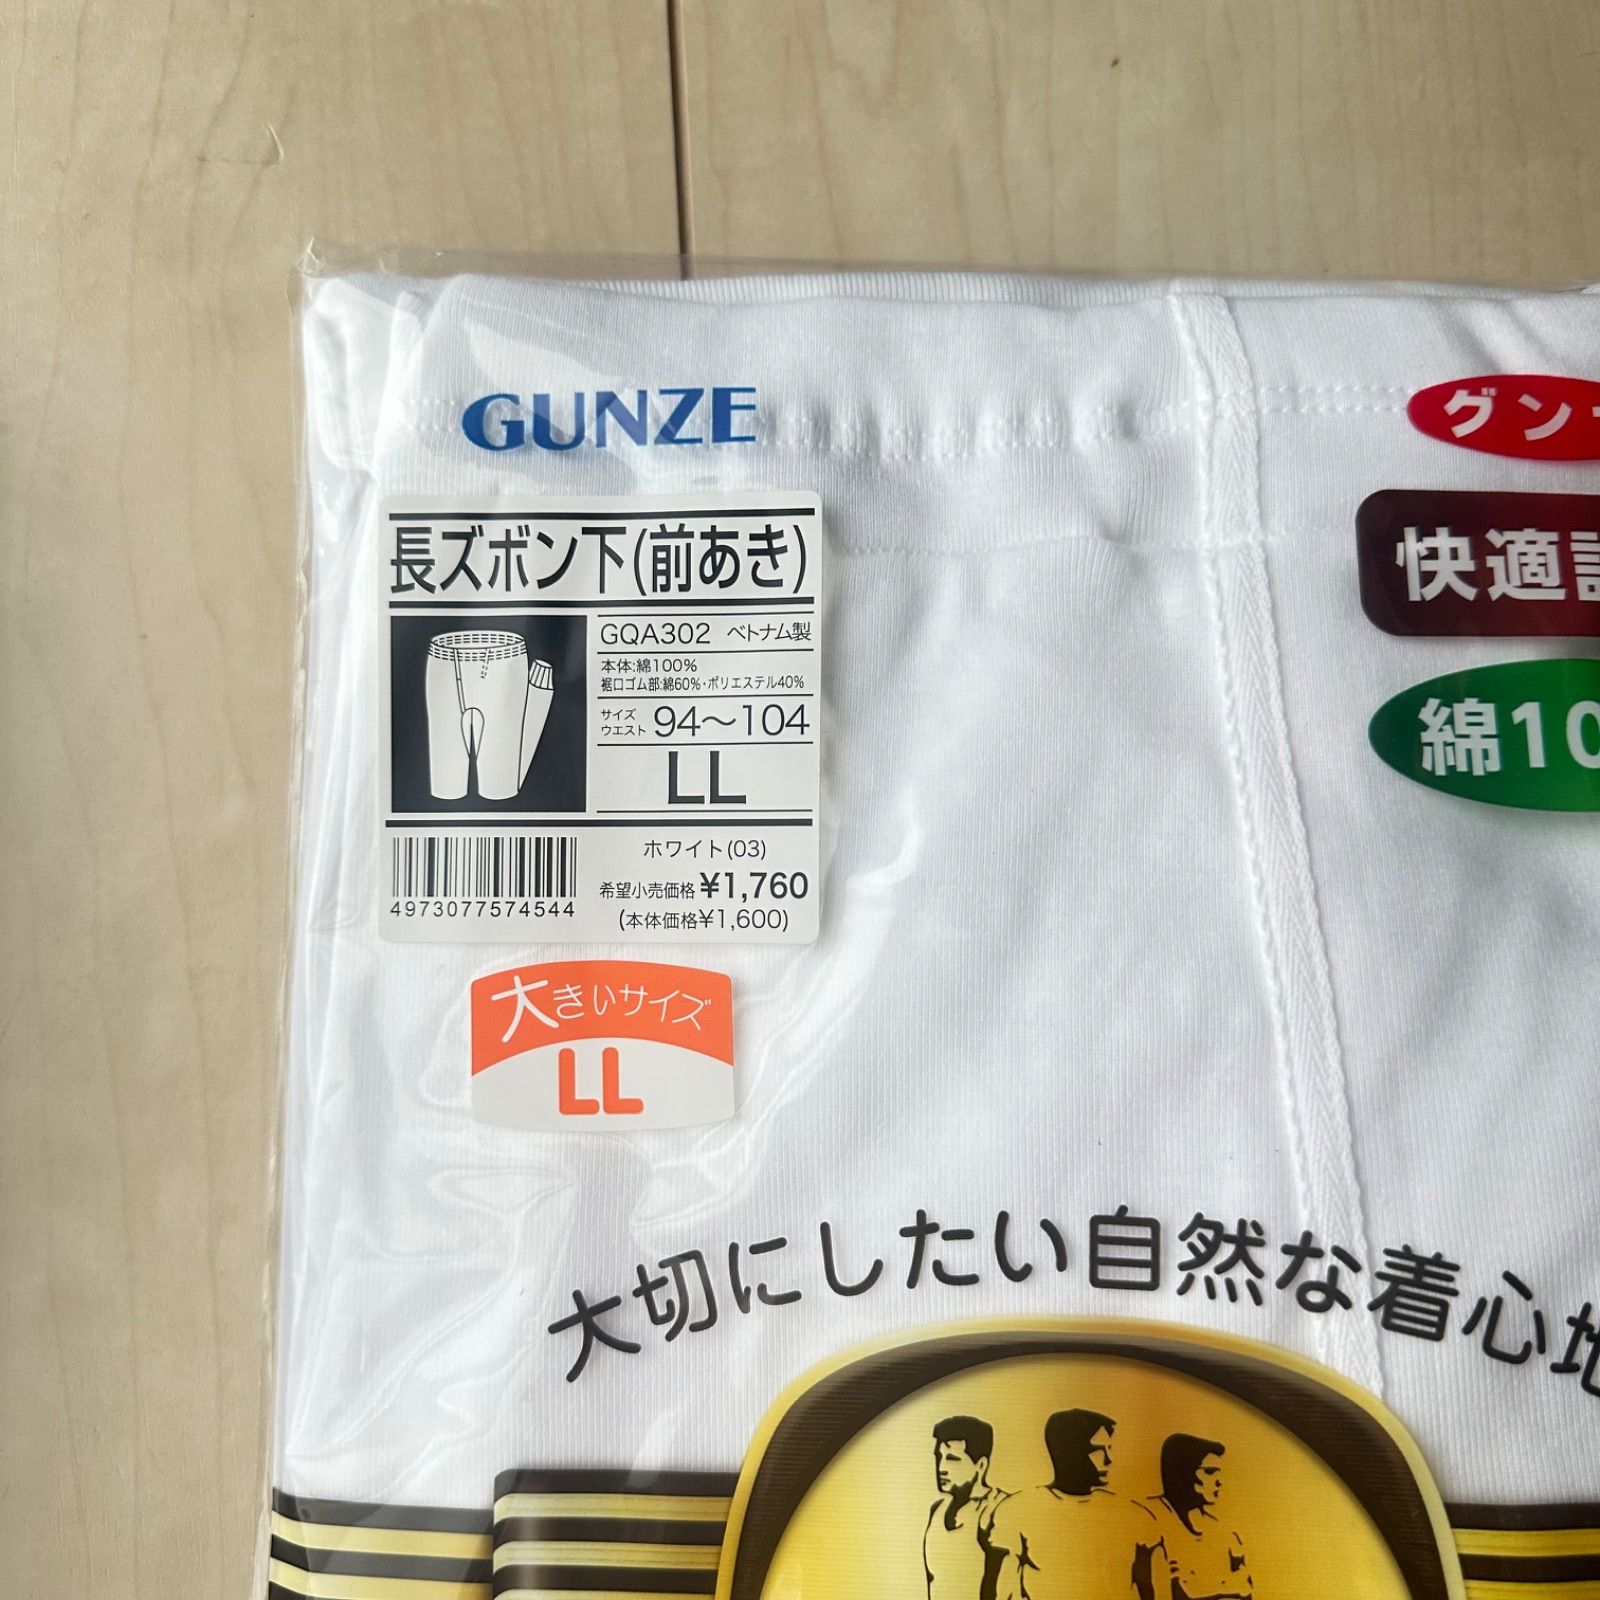 GUNZE
長ズボン下(前あき)
GQA302 ベトナム製
本体:綿100%
裾口ゴム部:綿60%・ポリエステル40%
サイズ
ウエスト 94〜104
LL
ホワイト(03)
希望小売価格 ¥1,760
(本体価格¥1,600)
4973077574544
大きいサイズ
LL
グン
快適
綿10
大切にしたい自然な着心地